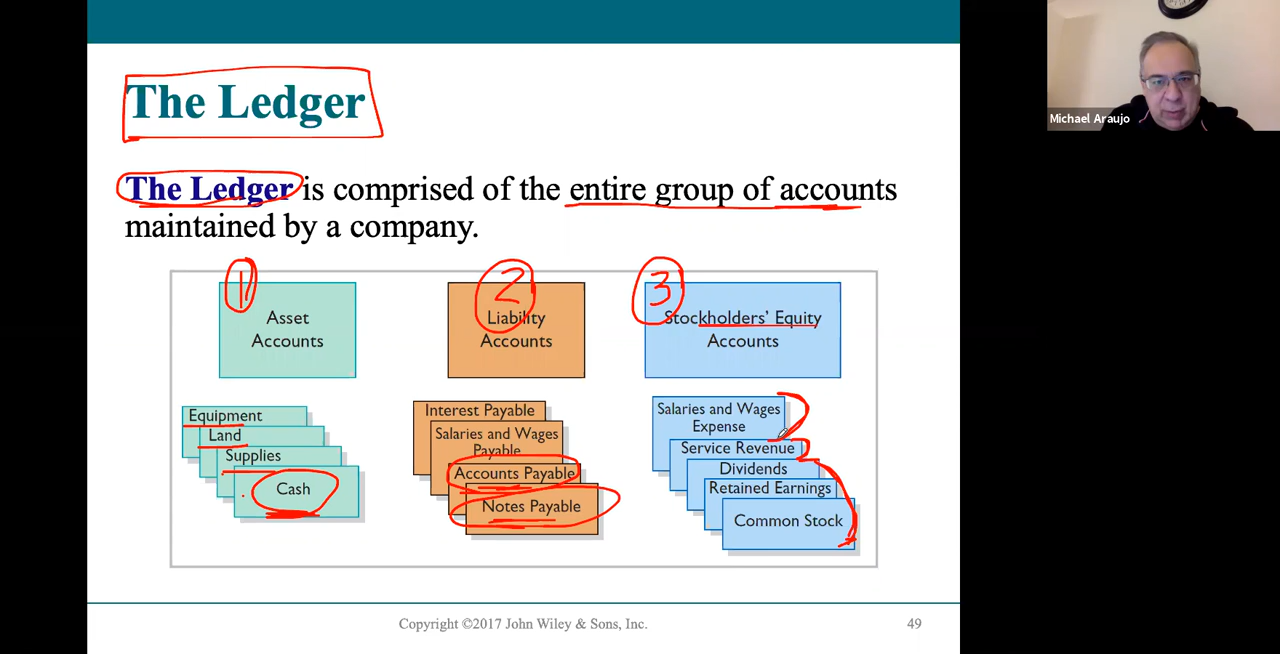 The Ledger
Michael Araujo
The Ledger is comprised of the entire group of accounts
maintained by a company.
1
2
3
Asset
Accounts
Liability
Accounts
Stockholders' Equity
Accounts
Equipment
Land
Supplies
Cash
Interest Payable
Salaries and Wages
Payable
Accounts Payable
Notes Payable
Salaries and Wages
Expense
Service Revenue
Dividends
Retained Earnings
Common Stock
Copyright ©2017 John Wiley & Sons, Inc.
49